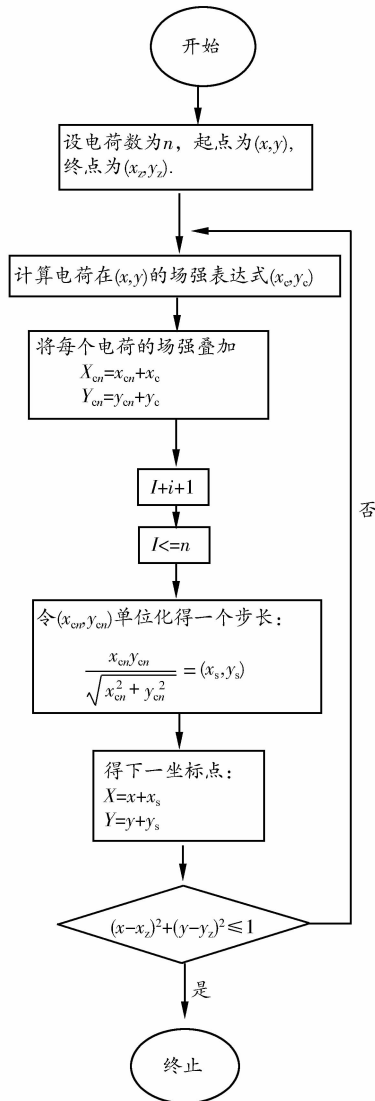 开始
设电荷数为n，起点为(x,y),
终点为(xz,yz).
计算电荷在(x,y)的场强表达式(xc,yc)
将每个电荷的场强叠加
Xcn=xcn+xc
Ycn=ycn+yc
I+i+1
I<=n
否
令(xcn,ycn)单位化得一个步长：
xcnycn
√xcn²+ycn² =(xs,ys)
得下一坐标点：
X=x+xs
Y=y+ys
(x−xz)²+(y−yz)²≤1
是
终止